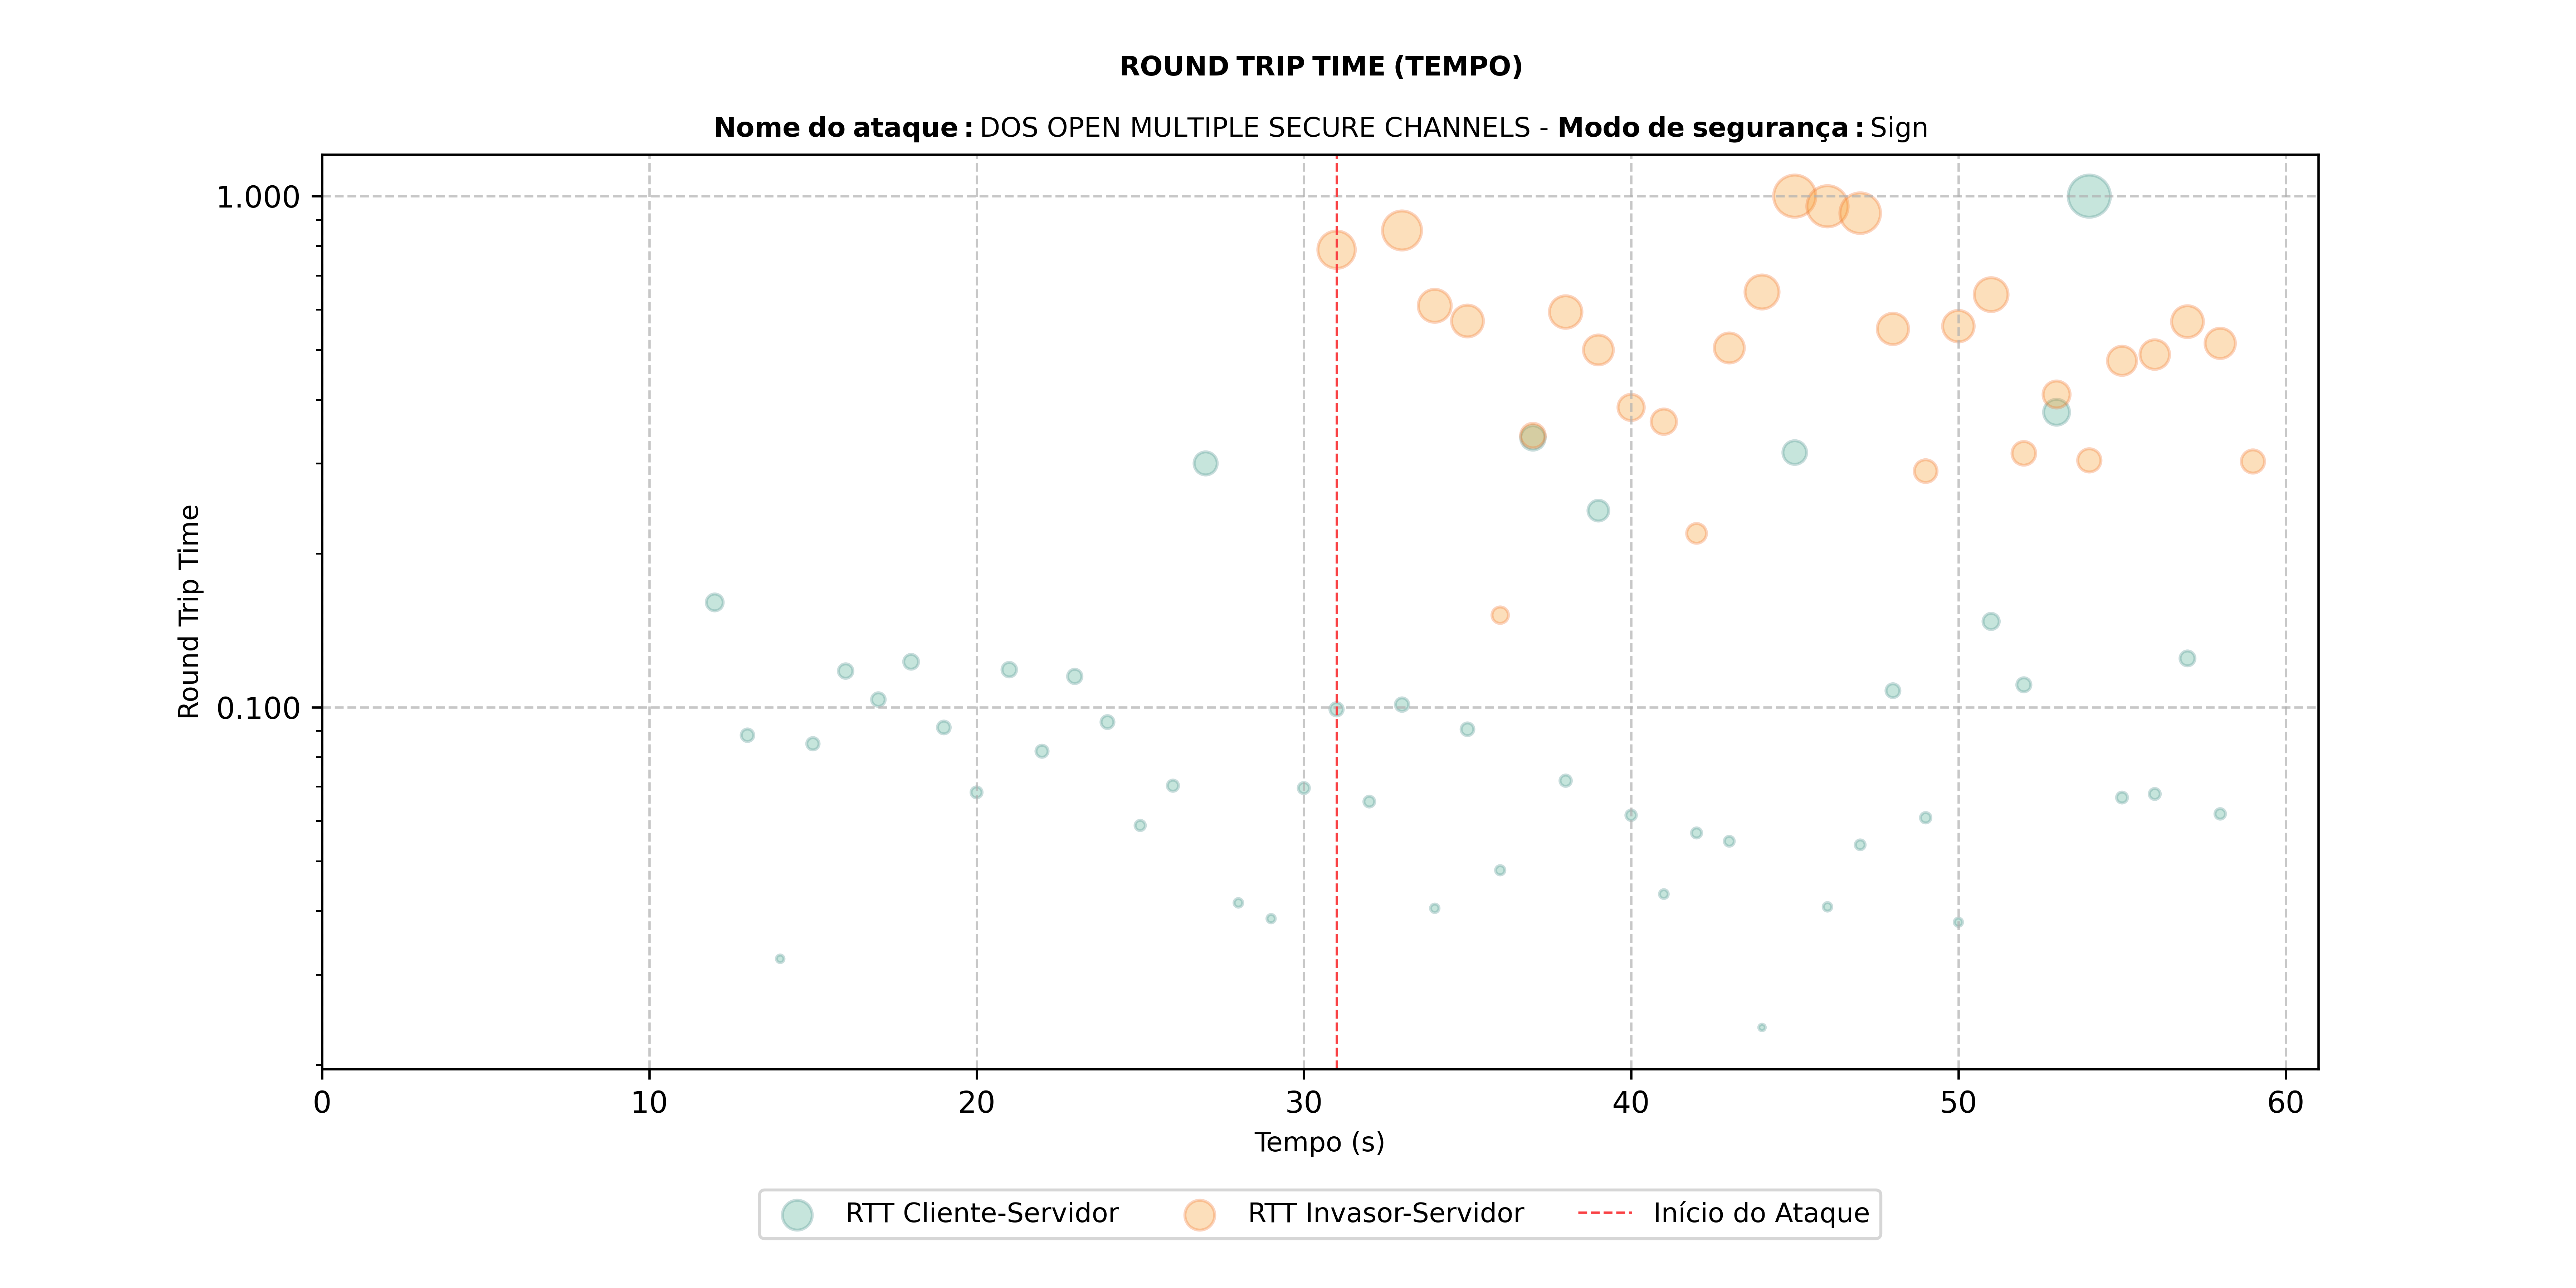 ROUND TRIP TIME (TEMPO)
Nome do ataque: DOS OPEN MULTIPLE SECURE CHANNELS - Modo de segurança: Sign
1.000
0.100
Round Trip Time
0 10 20 30 40 50 60
Tempo (s)
RTT Cliente-Servidor RTT Invasor-Servidor Início do Ataque